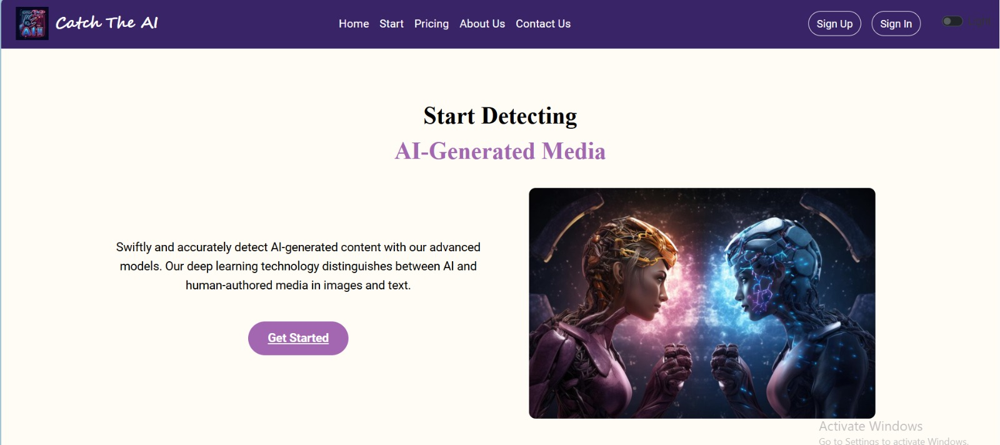 Catch The AI
Home Start Pricing About Us Contact Us
Sign Up Sign In
Start Detecting
AI-Generated Media
Swiftly and accurately detect AI-generated content with our advanced
models. Our deep learning technology distinguishes between AI and
human-authored media in images and text.
Get Started
Activate Windows
Go to Settings to activate Windows.